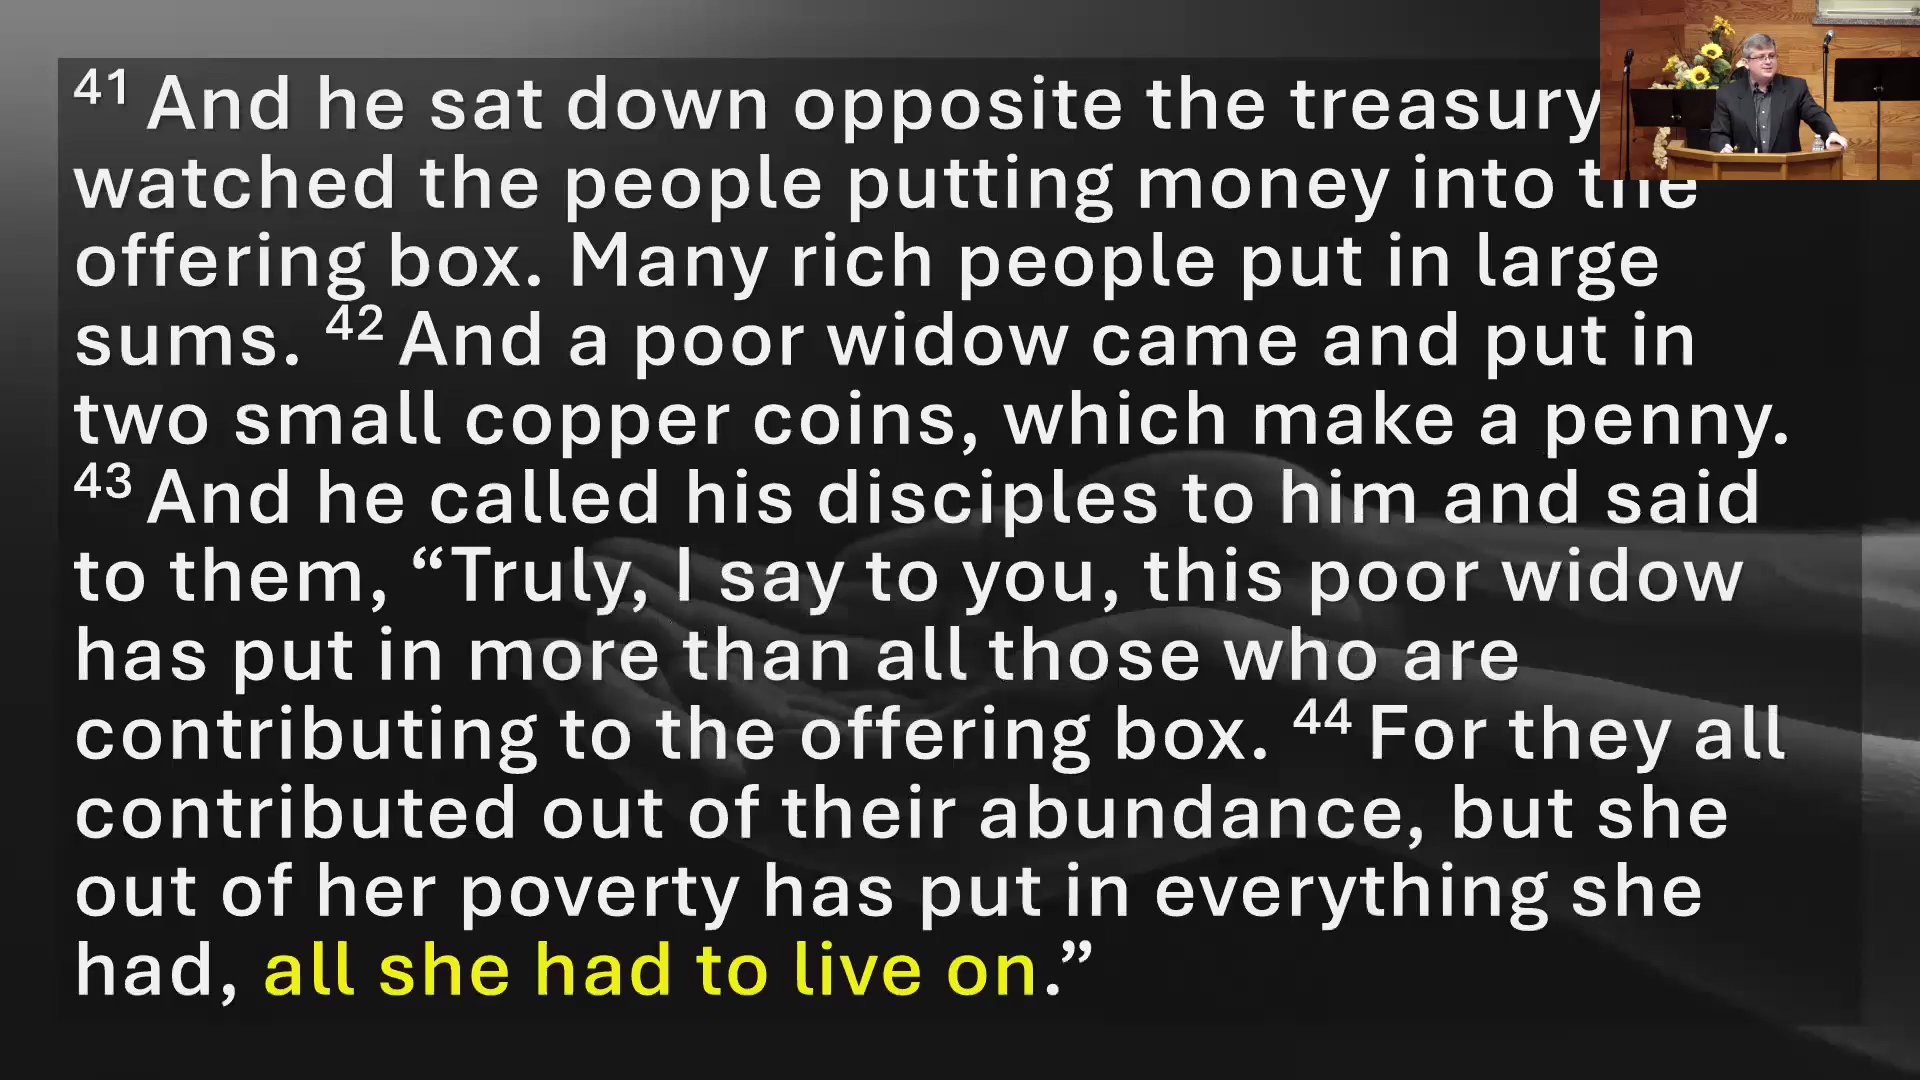 41 And he sat down opposite the treasury
watched the people putting money into the
offering box. Many rich people put in large
sums. 42 And a poor widow came and put in
two small copper coins, which make a penny.
43 And he called his disciples to him and said
to them, “Truly, I say to you, this poor widow
has put in more than all those who are
contributing to the offering box. 44 For they all
contributed out of their abundance, but she
out of her poverty has put in everything she
had, all she had to live on.”